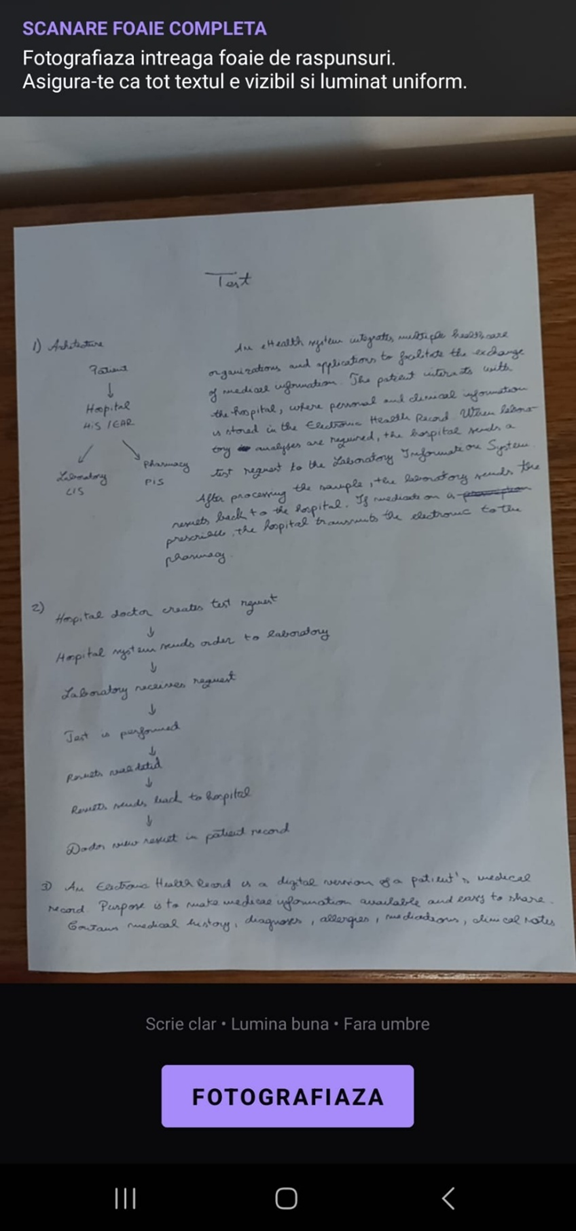 SCANARE FOAIE COMPLETA
Fotografiaza intreaga foaie de raspunsuri.
Asigura-te ca tot textul e vizibil si luminat uniform.
Test
1) Arhitecture
Patient
↓
Hospital
HIS / EHR
Laboratory
LIS
Pharmacy
PIS
An eHealth system integrates multiple healthcare
organizations and applications to facilitate the exchange
of medical information. The patient interacts with
the hospital, where personal and clinical information
is stored in the Electronic Health Record. When labora-
tory analyses are required, the hospital sends a
test request to the Laboratory Information System
After processing the sample, the laboratory sends the
results back to the hospital. If medication is
prescribed, the hospital transmits the electronic to the
pharmacy.
2) Hospital doctor creates test request
↓
Hospital system sends order to laboratory
↓
Laboratory receives request
↓
Test is performed
↓
Results validated
↓
Results sends back to hospital
↓
Doctor view result in patient record
3) An Electronic Health Record is a digital version of a patient's medical
record. Purpose is to make medical information available and easy to share.
Contain medical history, diagnoses, allergies, medications, clinical notes
Scrie clar • Lumina buna • Fara umbre
FOTOGRAFIAZA